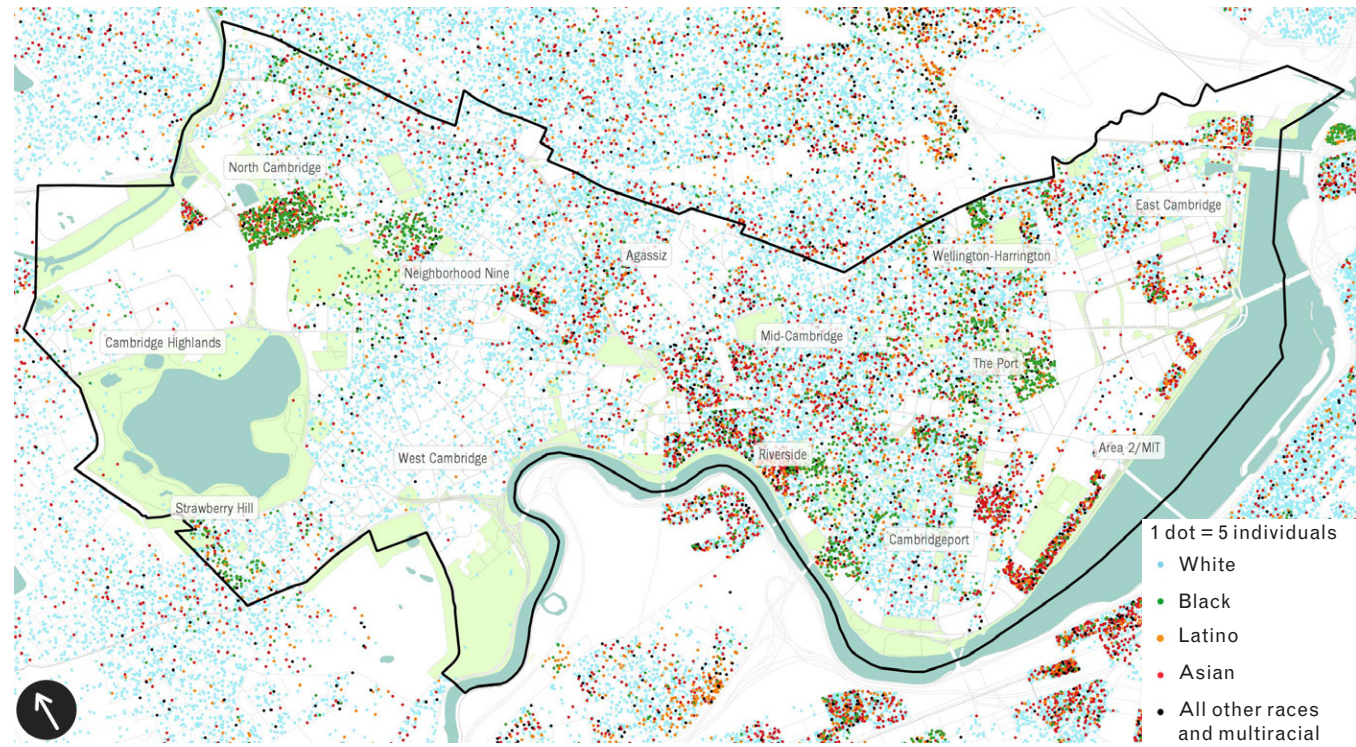 North Cambridge
East Cambridge
Agassiz
Wellington-Harrington
Neighborhood Nine
Mid-Cambridge
Cambridge Highlands
The Port
Area 2/MIT
West Cambridge
Riverside
Strawberry Hill
Cambridgeport
1 dot = 5 individuals
White
Black
Latino
Asian
All other races
and multiracial